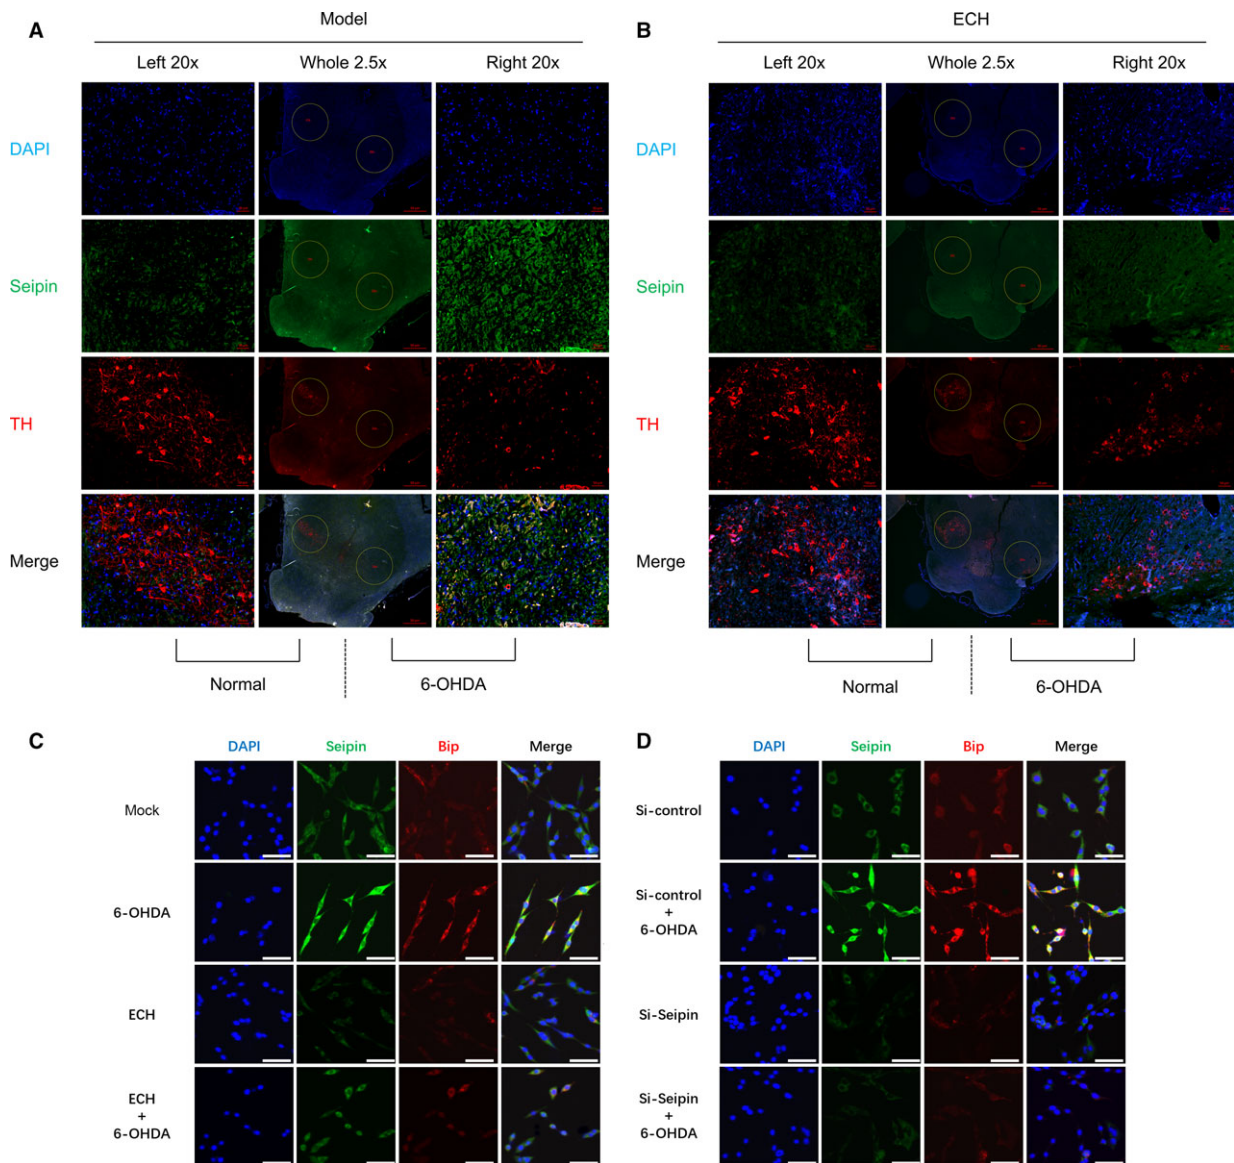 A
Model
Left 20x
Whole 2.5x
Right 20x
DAPI
Seipin
TH
Merge
Normal
6-OHDA
B
ECH
Left 20x
Whole 2.5x
Right 20x
DAPI
Seipin
TH
Merge
Normal
6-OHDA
C
DAPI
Seipin
Bip
Merge
Mock
6-OHDA
ECH
ECH
+
6-OHDA
D
DAPI
Seipin
Bip
Merge
Si-control
Si-control
+
6-OHDA
Si-Seipin
Si-Seipin
+
6-OHDA